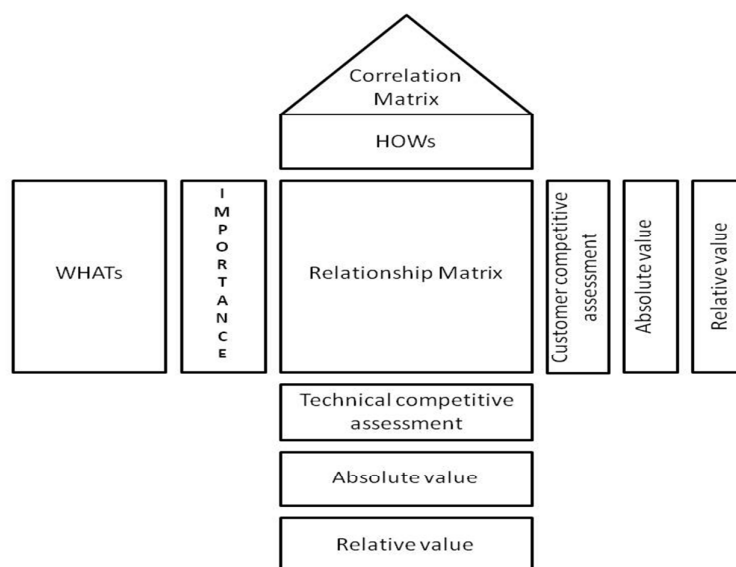 Correlation
Matrix
HOWs
WHATs
IMPORTANCE
Relationship Matrix
Customer competitive
assessment
Absolute value
Relative value
Technical competitive
assessment
Absolute value
Relative value